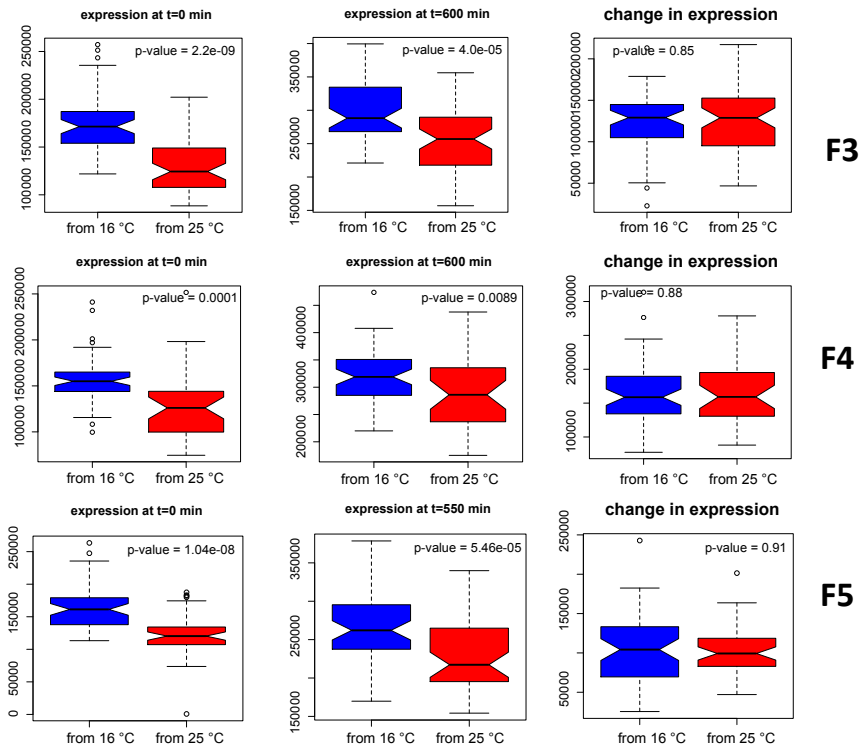 expression at t=0 min
expression at t=600 min
change in expression
p-value = 2.2e-09
p-value = 4.0e-05
p-value = 0.85
100000 150000 200000 250000
150000 250000 350000
50000 100000 150000 200000
F3
from 16 °C from 25 °C
from 16 °C from 25 °C
from 16 °C from 25 °C
expression at t=0 min
expression at t=600 min
change in expression
p-value = 0.0001
p-value = 0.0089
p-value = 0.88
100000 150000 200000 250000
200000 300000 400000
100000 200000 300000
F4
from 16 °C from 25 °C
from 16 °C from 25 °C
from 16 °C from 25 °C
expression at t=0 min
expression at t=550 min
change in expression
p-value = 1.04e-08
p-value = 5.46e-05
p-value = 0.91
0 50000 150000 250000
150000 250000 350000
50000 150000 250000
F5
from 16 °C from 25 °C
from 16 °C from 25 °C
from 16 °C from 25 °C